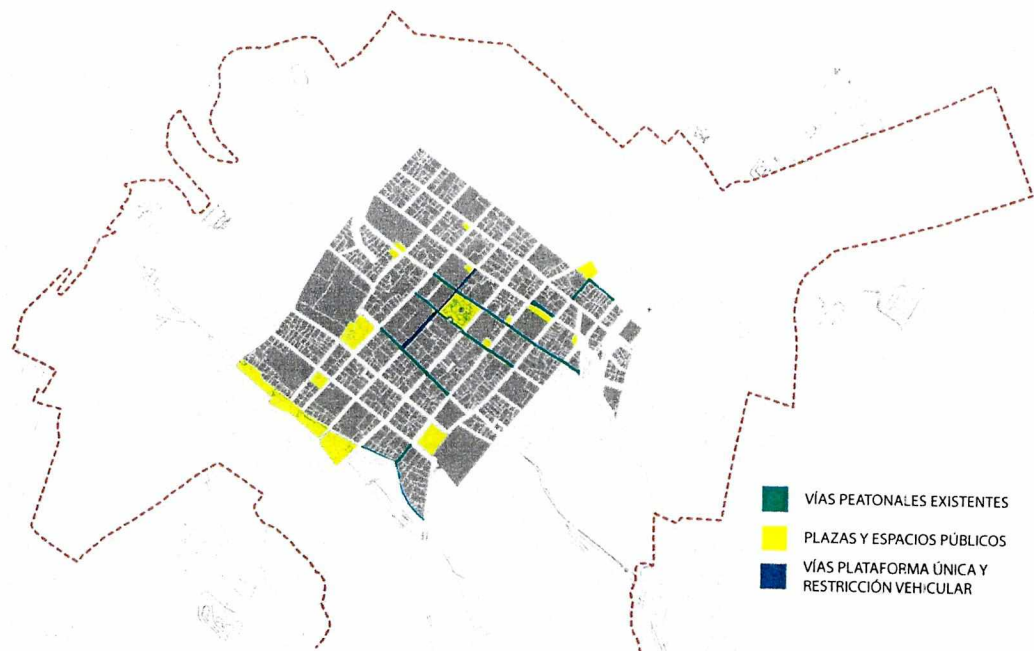 VÍAS PEATONALES EXISTENTES
PLAZAS Y ESPACIOS PÚBLICOS
VÍAS PLATAFORMA ÚNICA Y
RESTRICCIÓN VEHICULAR